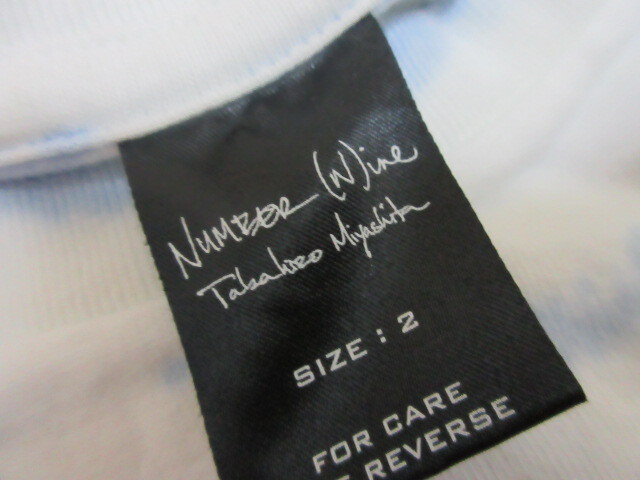 NUMBER (N)ine
Takahiro Miyashita
SIZE : 2
FOR CARE
REVERSE